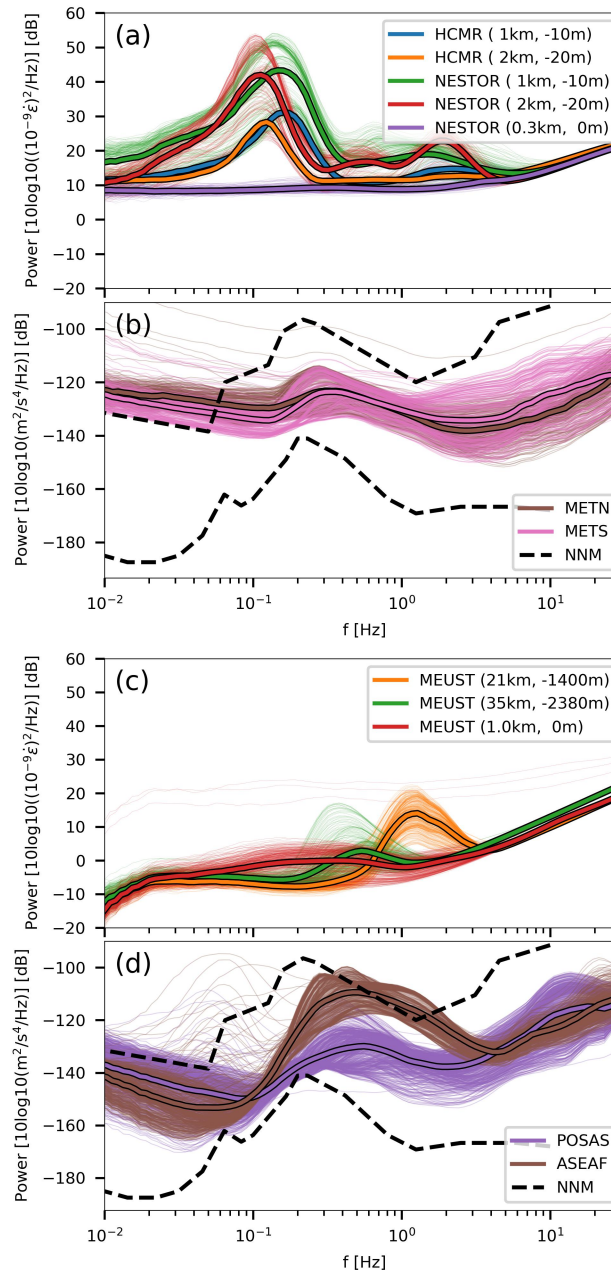 (a)
HCMR ( 1km, -10m)
HCMR ( 2km, -20m)
NESTOR ( 1km, -10m)
NESTOR ( 2km, -20m)
NESTOR (0.3km, 0m)
Power [10log10((10⁻⁹ε̇)²/Hz)] [dB]
60
50
40
30
20
10
0
10
20
(b)
Power [10log10(m²/s⁴/Hz)] [dB]
−100
−120
−140
−160
−180
METN
METS
NNM
10⁻²
10⁻¹
10⁰
10¹
f [Hz]
(c)
MEUST (21km, -1400m)
MEUST (35km, -2380m)
MEUST (1.0km, 0m)
Power [10log10((10⁻⁹ε̇)²/Hz)] [dB]
60
50
40
30
20
10
0
−10
−20
(d)
Power [10log10(m²/s⁴/Hz)] [dB]
−100
−120
−140
−160
−180
POSAS
ASEAF
NNM
10⁻²
10⁻¹
10⁰
10¹
f [Hz]